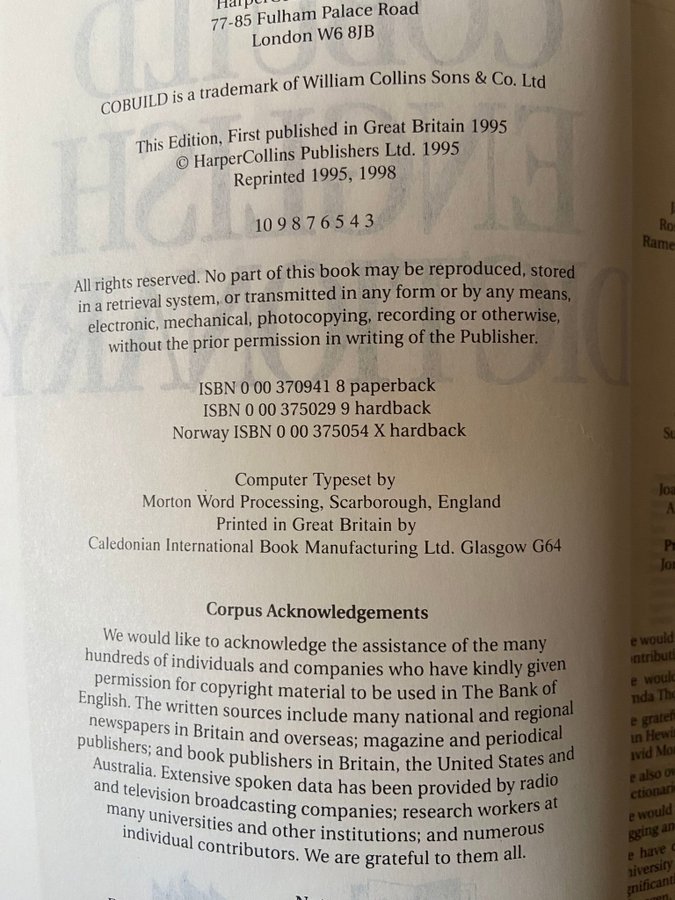 77-85 Fulham Palace Road
London W6 8JB
COBUILD is a trademark of William Collins Sons & Co. Ltd
This Edition, First published in Great Britain 1995
© HarperCollins Publishers Ltd. 1995
Reprinted 1995, 1998
10 9 8 7 6 5 4 3
All rights reserved. No part of this book may be reproduced, stored
in a retrieval system, or transmitted in any form or by any means,
electronic, mechanical, photocopying, recording or otherwise,
without the prior permission in writing of the Publisher.
ISBN 0 00 370941 8 paperback
ISBN 0 00 375029 9 hardback
Norway ISBN 0 00 375054 X hardback
Computer Typeset by
Morton Word Processing, Scarborough, England
Printed in Great Britain by
Caledonian International Book Manufacturing Ltd. Glasgow G64
Corpus Acknowledgements
We would like to acknowledge the assistance of the many
hundreds of individuals and companies who have kindly given
permission for copyright material to be used in The Bank of
English. The written sources include many national and regional
newspapers in Britain and overseas; magazine and periodical
publishers; and book publishers in Britain, the United States and
Australia. Extensive spoken data has been provided by radio
and television broadcasting companies; research workers at
many universities and other institutions; and numerous
individual contributors. We are grateful to them all.